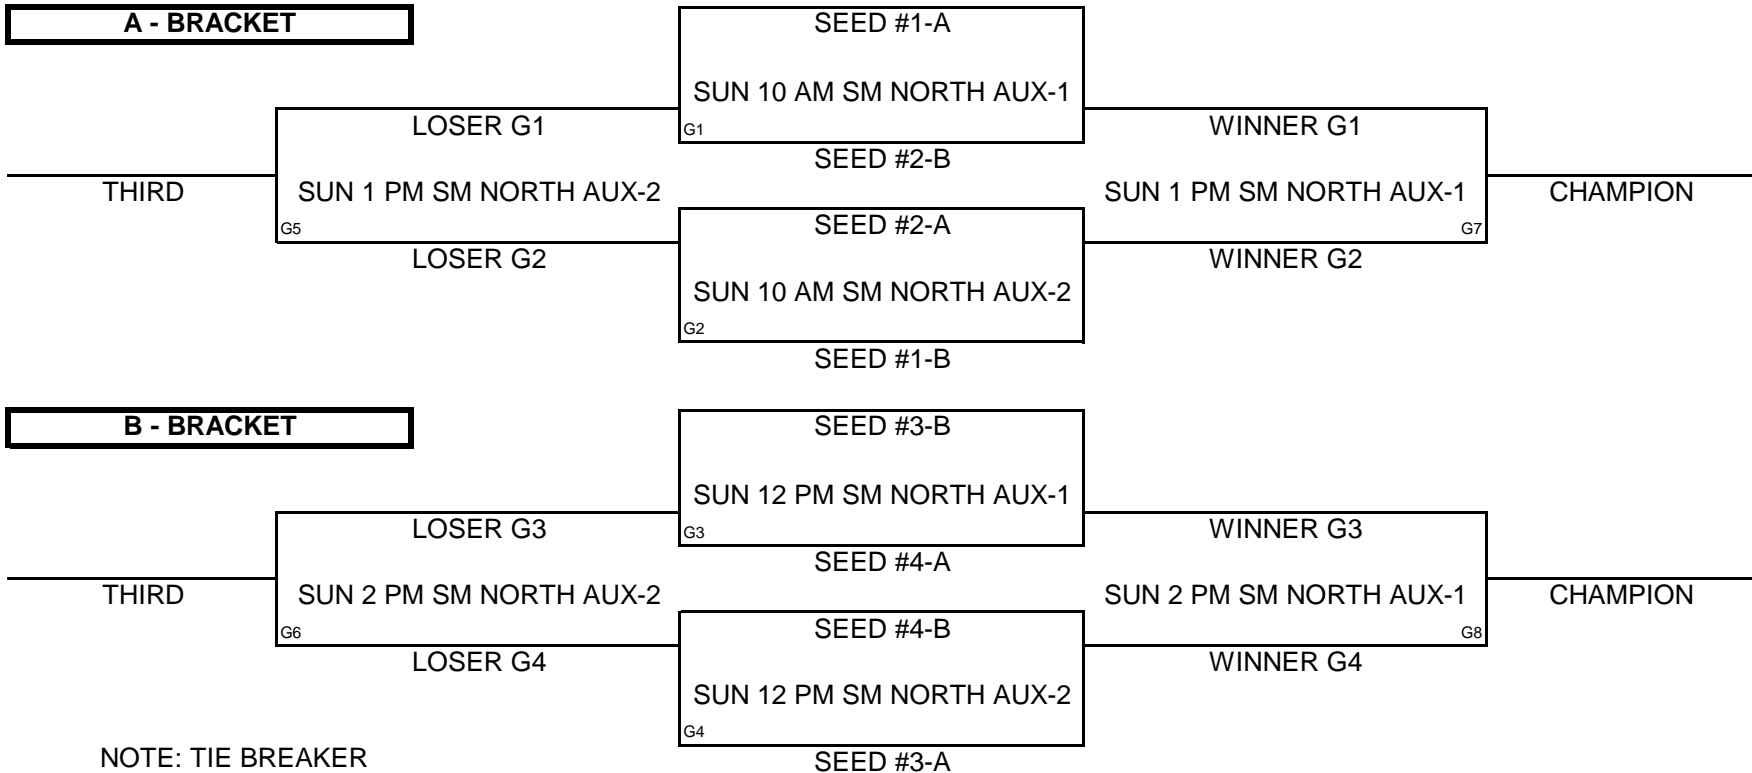 A - BRACKET
SEED #1-A
SUN 10 AM SM NORTH AUX-1
LOSER G1
G1
WINNER G1
SEED #2-B
THIRD
SUN 1 PM SM NORTH AUX-2
SUN 1 PM SM NORTH AUX-1
CHAMPION
G5
SEED #2-A
G7
LOSER G2
WINNER G2
SUN 10 AM SM NORTH AUX-2
G2
SEED #1-B
B - BRACKET
SEED #3-B
SUN 12 PM SM NORTH AUX-1
LOSER G3
G3
WINNER G3
SEED #4-A
THIRD
SUN 2 PM SM NORTH AUX-2
SUN 2 PM SM NORTH AUX-1
CHAMPION
G6
SEED #4-B
G8
LOSER G4
WINNER G4
SUN 12 PM SM NORTH AUX-2
G4
NOTE: TIE BREAKER
SEED #3-A